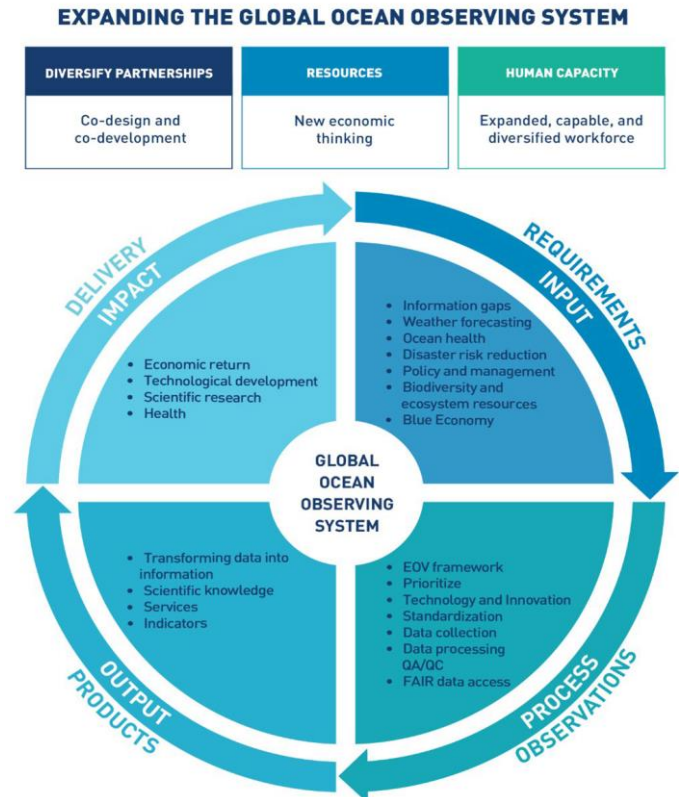 EXPANDING THE GLOBAL OCEAN OBSERVING SYSTEM
DIVERSIFY PARTNERSHIPS
Co-design and
co-development
RESOURCES
New economic
thinking
HUMAN CAPACITY
Expanded, capable, and
diversified workforce
DELIVERY
IMPACT
• Economic return
• Technological development
• Scientific research
• Health
REQUIREMENTS
INPUT
• Information gaps
• Weather forecasting
• Ocean health
• Disaster risk reduction
• Policy and management
• Biodiversity and
ecosystem resources
• Blue Economy
GLOBAL
OCEAN
OBSERVING
SYSTEM
• Transforming data into
information
• Scientific knowledge
• Services
• Indicators
OUTPUT
PRODUCTS
• EOV framework
• Prioritize
• Technology and Innovation
• Standardization
• Data collection
• Data processing
QA/QC
• FAIR data access
PROCESS
OBSERVATIONS